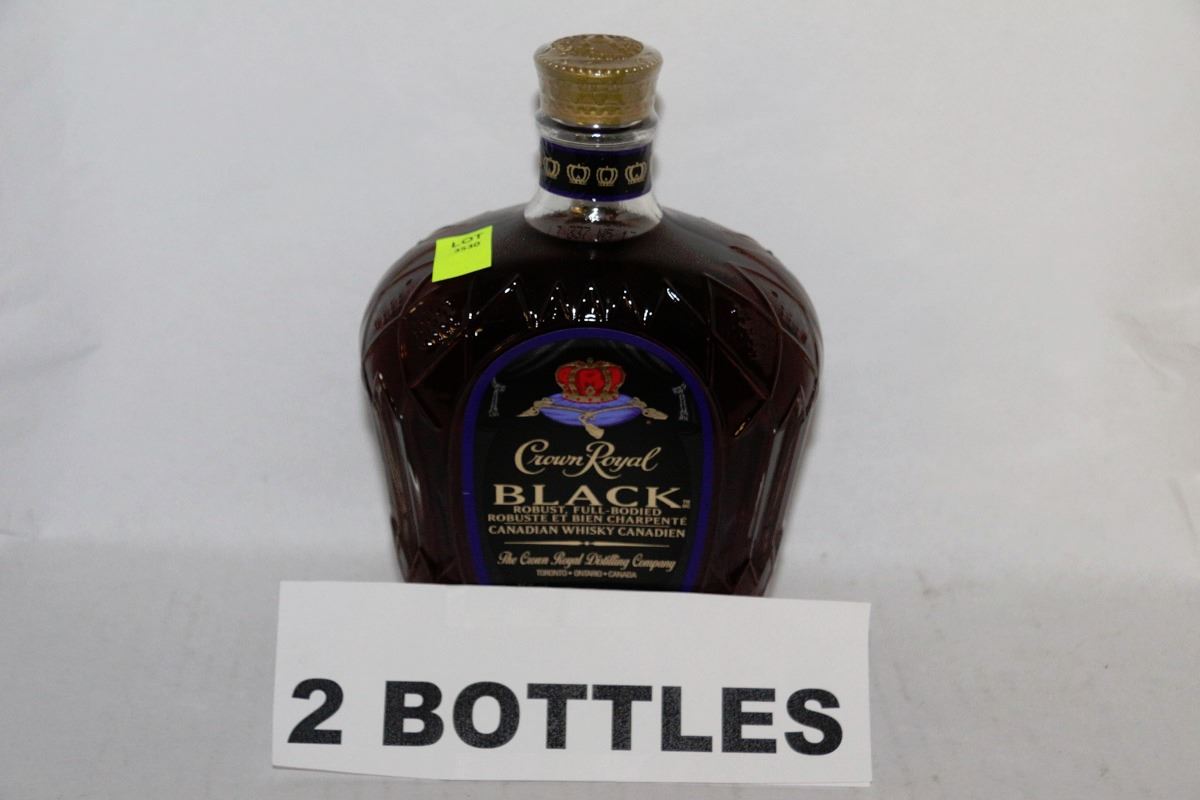 LOT
3530
Crown Royal
BLACK
ROBUST, FULL-BODIED
ROBUSTE ET BIEN CHARPENTÉ
CANADIAN WHISKY CANADIEN
The Crown Royal Distilling Company
TORONTO • ONTARIO • CANADA
2 BOTTLES